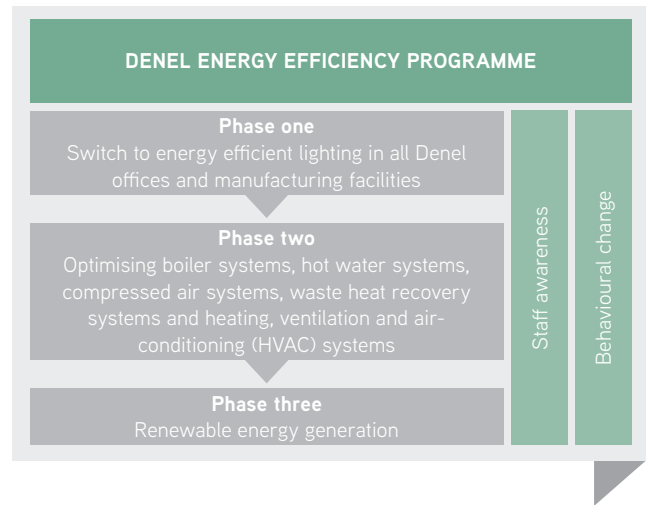 DENEL ENERGY EFFICIENCY PROGRAMME
Phase one
Switch to energy efficient lighting in all Denel
offices and manufacturing facilities
Phase two
Optimising boiler systems, hot water systems,
compressed air systems, waste heat recovery
systems and heating, ventilation and air-
conditioning (HVAC) systems
Phase three
Renewable energy generation
Staff awareness
Behavioural change